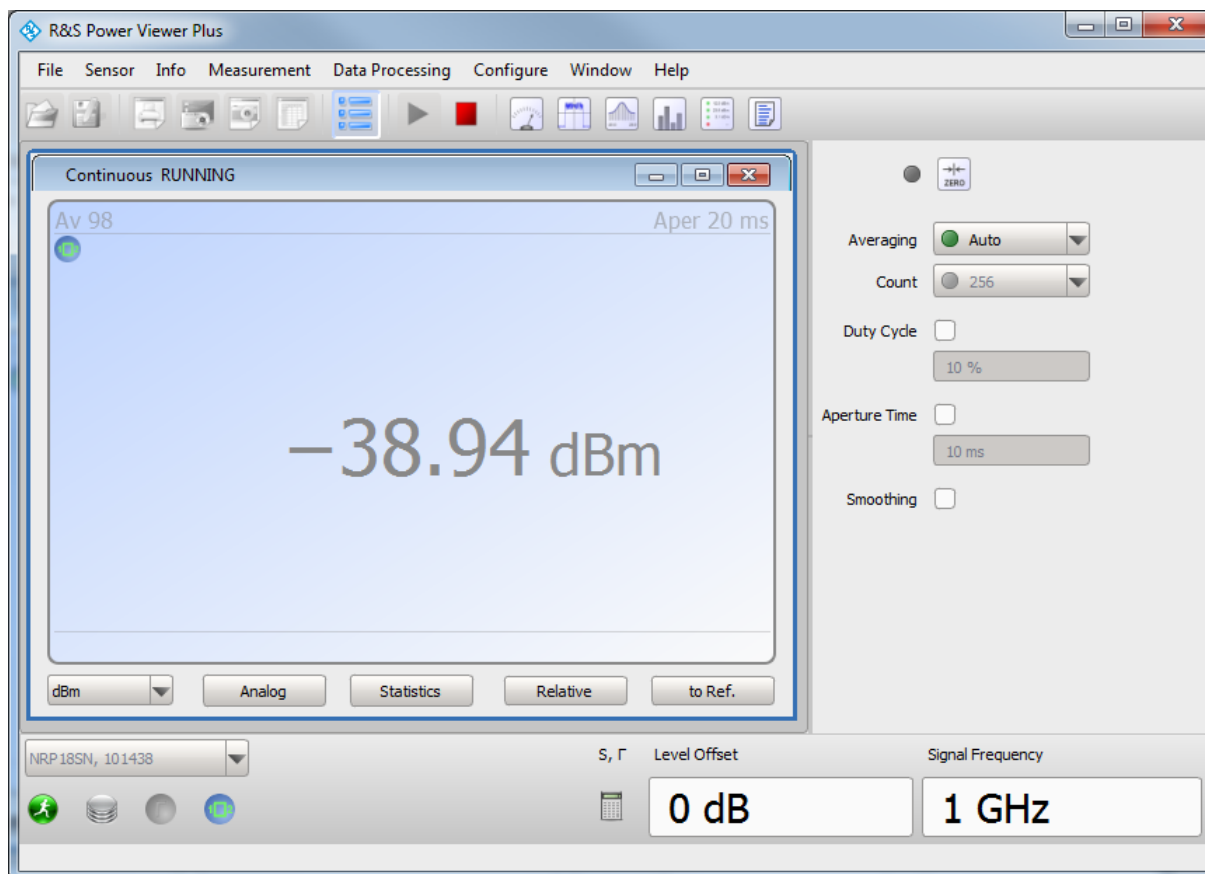 R&S Power Viewer Plus
File Sensor Info Measurement Data Processing Configure Window Help
Continuous RUNNING
Av 98 Aper 20 ms
−38.94 dBm
dBm Analog Statistics Relative to Ref.
ZERO
Averaging Auto
Count 256
Duty Cycle
10 %
Aperture Time
10 ms
Smoothing
NRP18SN, 101438
S, Γ Level Offset Signal Frequency
0 dB 1 GHz